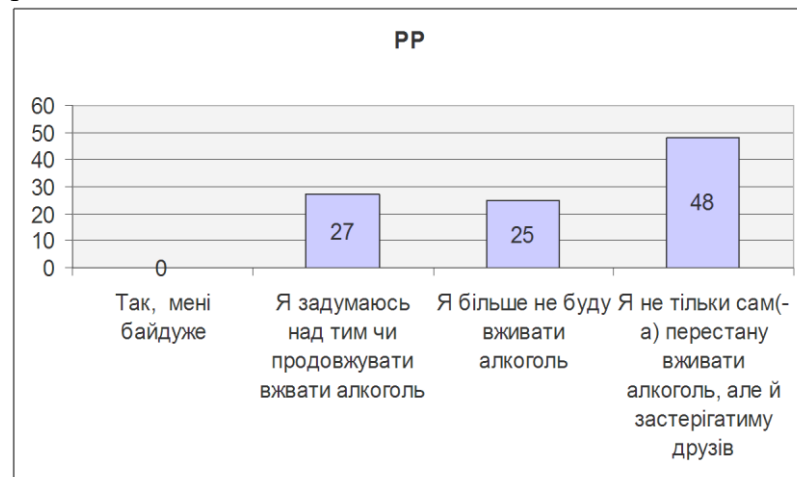 РР
60
50
40
30
20
10
0
0
27
25
48
Так, мені
байдуже
Я задумаюсь
над тим чи
продовжувати
вжвати алкоголь
Я більше не буду
вживати
алкоголь
Я не тільки сам(-
а) перестану
вживати
алкоголь, але й
застерігатиму
друзів